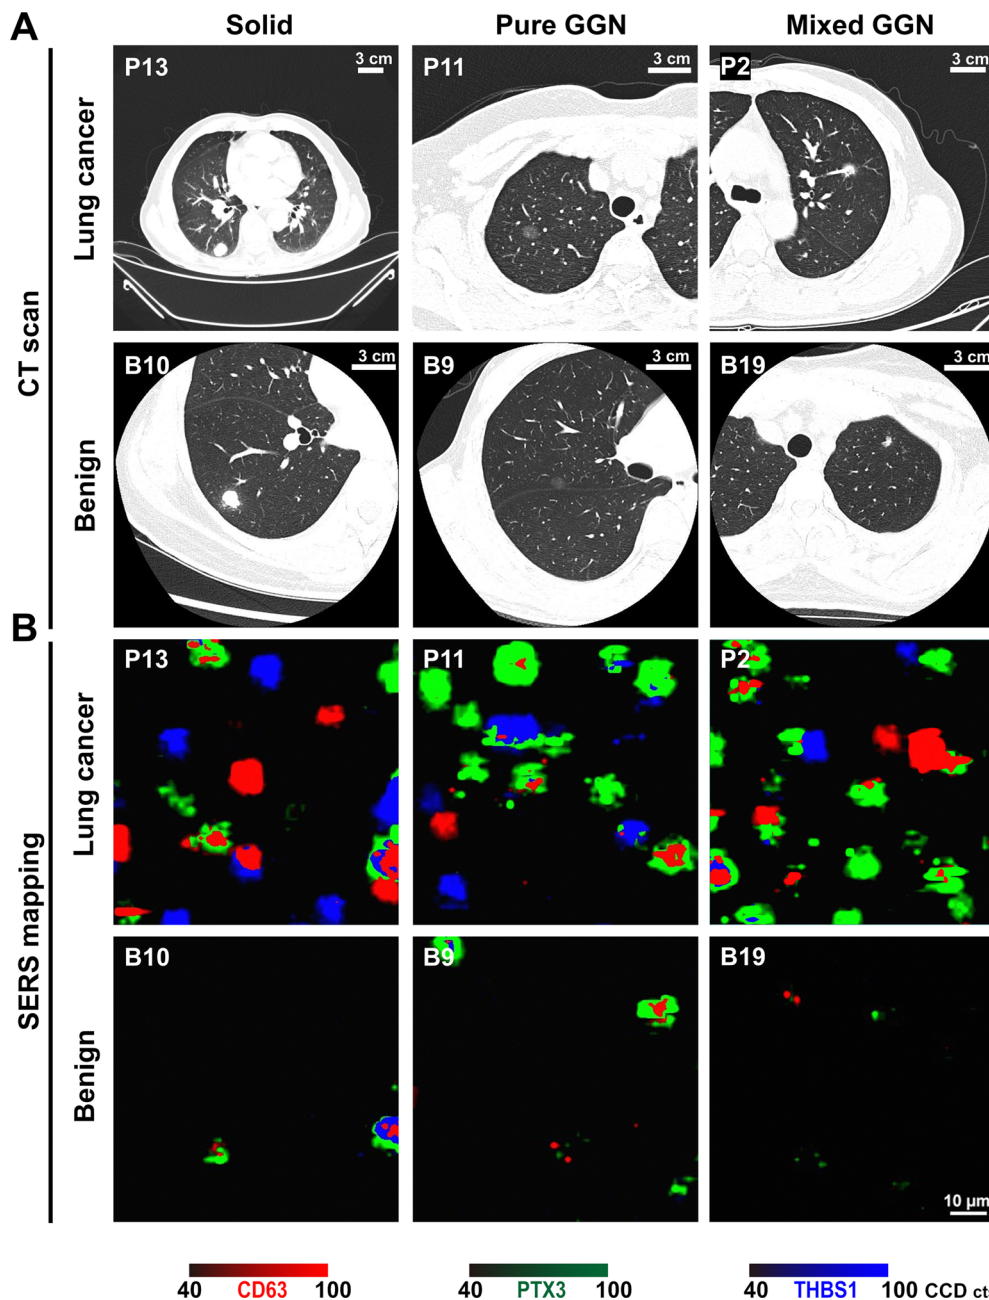 A
Solid
Pure GGN
Mixed GGN
CT scan
Lung cancer
P13
3 cm
P11
3 cm
P2
3 cm
Benign
B10
3 cm
B9
3 cm
B19
3 cm
B
SERS mapping
Lung cancer
P13
P11
P2
Benign
B10
B9
B19
10 µm
40 CD63 100
40 PTX3 100
40 THBS1 100 CCD ct